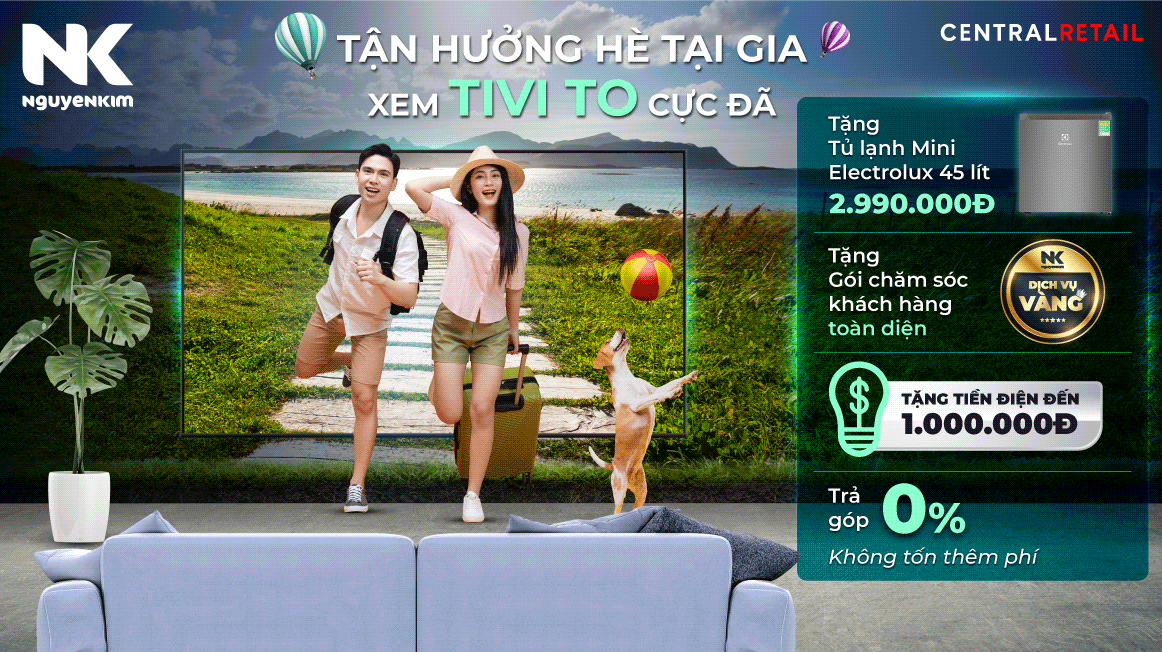 NK
NGUYENKIM
TẬN HƯỞNG HÈ TẠI GIA
XEM TIVI TO CỰC ĐÃ
CENTRALRETAIL
Tặng
Tủ lạnh Mini
Electrolux 45 lít
2.990.000Đ
Tặng
Gói chăm sóc
khách hàng
toàn diện
NK
DỊCH VỤ
VÀNG
$
TẶNG TIỀN ĐIỆN ĐẾN
1.000.000Đ
Trả
góp 0%
Không tốn thêm phí